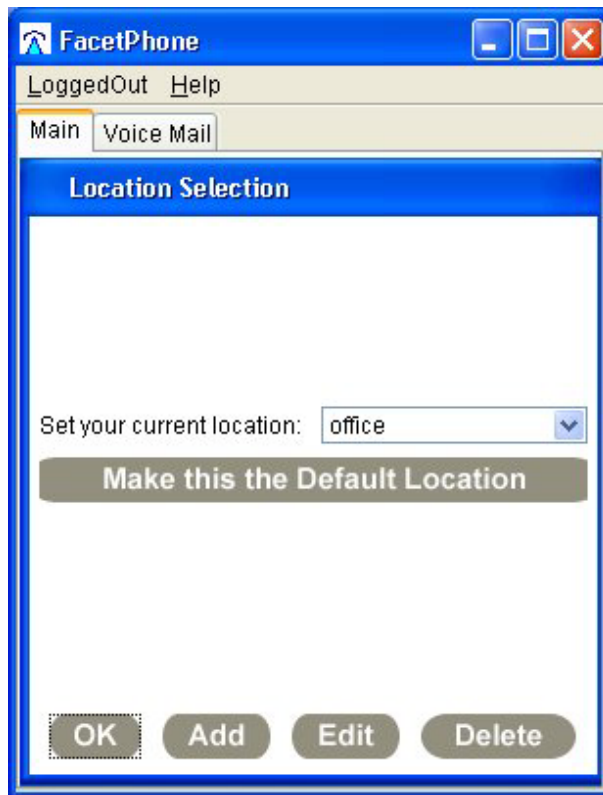 FacetPhone
LoggedOut Help
Main Voice Mail
Location Selection
Set your current location: office
Make this the Default Location
OK Add Edit Delete